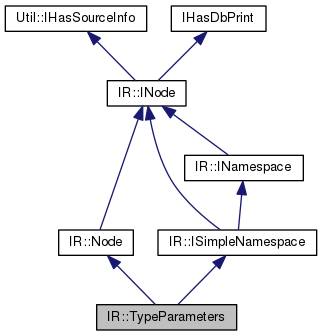 Util::IHasSourceInfo
IHasDbPrint
IR::INode
IR::INamespace
IR::Node
IR::ISimpleNamespace
IR::TypeParameters